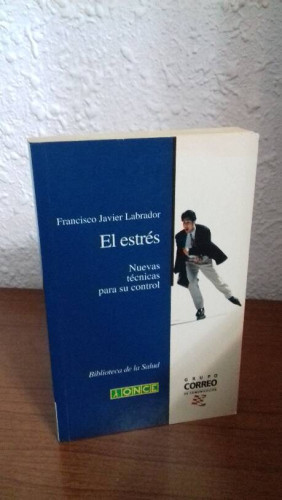 Francisco Javier Labrador
El estrés
Nuevas
técnicas
para su control
Biblioteca de la Salud
ONCE
GRUPO
CORREO